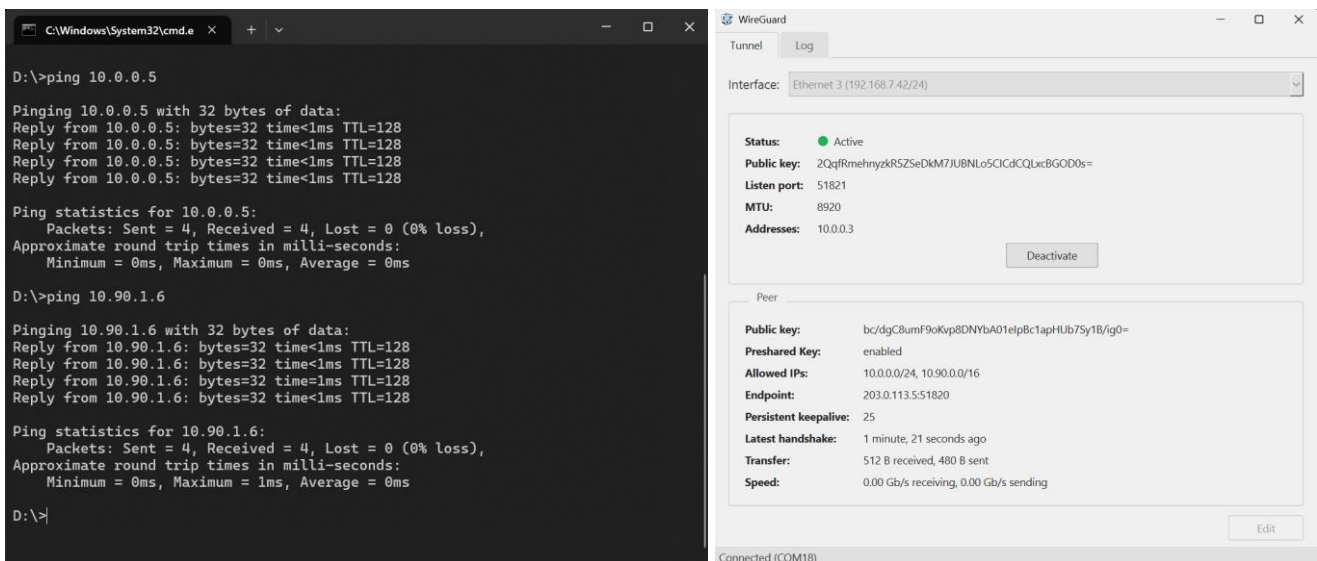 C:\Windows\System32\cmd.e
D:\>ping 10.0.0.5
Pinging 10.0.0.5 with 32 bytes of data:
Reply from 10.0.0.5: bytes=32 time<1ms TTL=128
Reply from 10.0.0.5: bytes=32 time<1ms TTL=128
Reply from 10.0.0.5: bytes=32 time<1ms TTL=128
Reply from 10.0.0.5: bytes=32 time<1ms TTL=128
Ping statistics for 10.0.0.5:
Packets: Sent = 4, Received = 4, Lost = 0 (0% loss),
Approximate round trip times in milli-seconds:
Minimum = 0ms, Maximum = 0ms, Average = 0ms
D:\>ping 10.90.1.6
Pinging 10.90.1.6 with 32 bytes of data:
Reply from 10.90.1.6: bytes=32 time<1ms TTL=128
Reply from 10.90.1.6: bytes=32 time<1ms TTL=128
Reply from 10.90.1.6: bytes=32 time=1ms TTL=128
Reply from 10.90.1.6: bytes=32 time<1ms TTL=128
Ping statistics for 10.90.1.6:
Packets: Sent = 4, Received = 4, Lost = 0 (0% loss),
Approximate round trip times in milli-seconds:
Minimum = 0ms, Maximum = 1ms, Average = 0ms
D:\>
WireGuard
Tunnel Log
Interface: Ethernet 3 (192.168.7.42/24)
Status: Active
Public key: 2QqfRmehnyzkR5ZSeDkM7JUBNLo5CICdCQLxcBGOD0s=
Listen port: 51821
MTU: 8920
Addresses: 10.0.0.3
Deactivate
Peer
Public key: bc/dgC8umF9oKvp8DNYbA01elpBc1apHUb7Sy1B/ig0=
Preshared Key: enabled
Allowed IPs: 10.0.0.0/24, 10.90.0.0/16
Endpoint: 203.0.113.5:51820
Persistent keepalive: 25
Latest handshake: 1 minute, 21 seconds ago
Transfer: 512 B received, 480 B sent
Speed: 0.00 Gb/s receiving, 0.00 Gb/s sending
Edit
Connected (COM18)